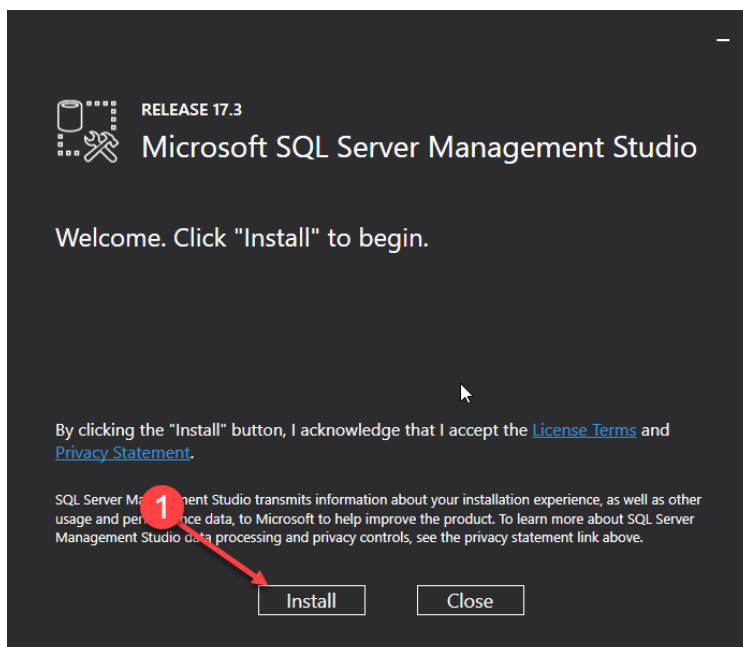 RELEASE 17.3
Microsoft SQL Server Management Studio
Welcome. Click "Install" to begin.
By clicking the "Install" button, I acknowledge that I accept the License Terms and
Privacy Statement.
SQL Server M ment Studio transmits information about your installation experience, as well as other
usage and per nce data, to Microsoft to help improve the product. To learn more about SQL Server
Management Studio data processing and privacy controls, see the privacy statement link above.
1
Install
Close